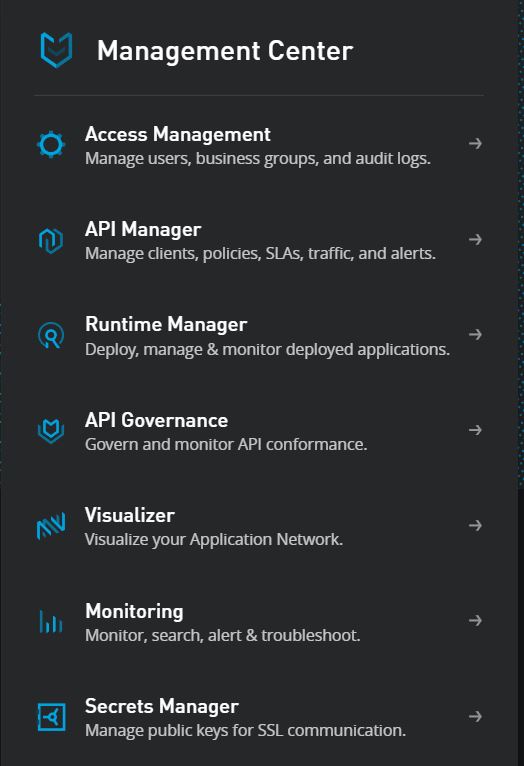 Management Center
Access Management
Manage users, business groups, and audit logs.
API Manager
Manage clients, policies, SLAs, traffic, and alerts.
Runtime Manager
Deploy, manage & monitor deployed applications.
API Governance
Govern and monitor API conformance.
Visualizer
Visualize your Application Network.
Monitoring
Monitor, search, alert & troubleshoot.
Secrets Manager
Manage public keys for SSL communication.